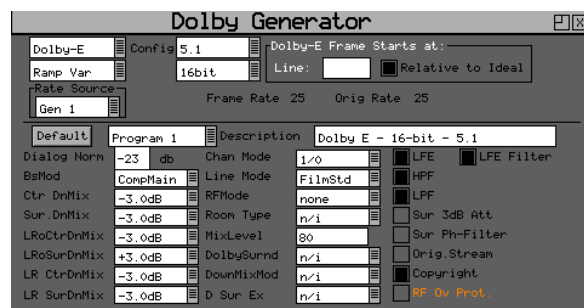 Dolby Generator
Dolby-E Config 5.1 Dolby-E Frame Starts at:
Ramp Var 16bit Line: Relative to Ideal
Rate Source
Gen 1 Frame Rate 25 Orig Rate 25
Default Program 1 Description Dolby E - 16-bit - 5.1
Dialog Norm -23 db Chan Mode 1/0 LFE LFE Filter
BsMod CompMain Line Mode FilmStd HPF
Ctr DnMix -3.0dB RFMode none LPF
Sur.DnMix -3.0dB Room Type n/i Sur 3dB Att
LRoCtrDnMix -3.0dB MixLevel 80 Sur Ph-Filter
LRoSurDnMix +3.0dB DolbySurnd n/i Orig.Stream
LR CtrDnMix -3.0dB DownMixMod n/i Copyright
LR SurDnMix -3.0dB D Sur Ex n/i RF Ov Prot.